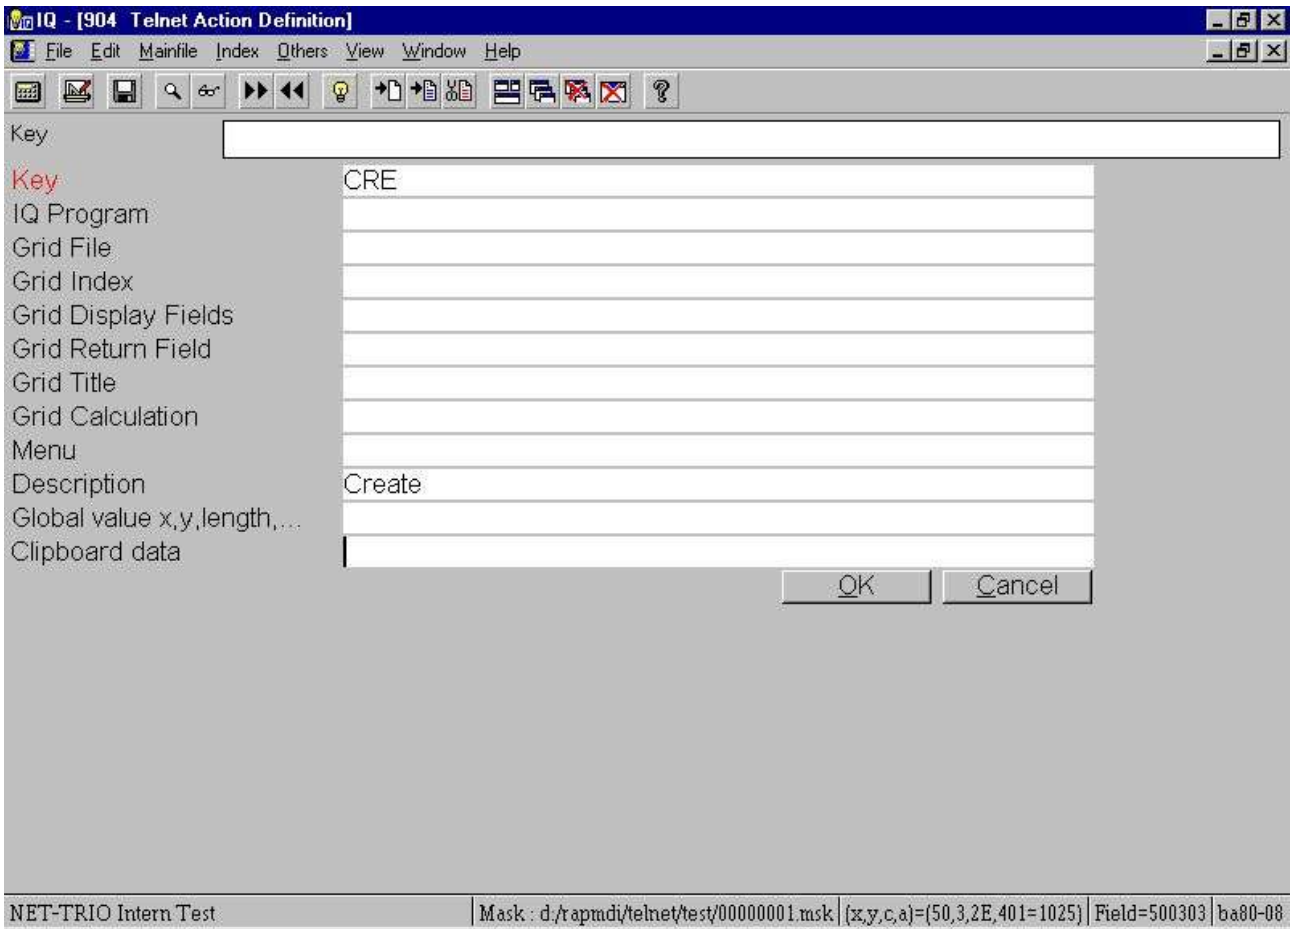 IQ - [904 Telnet Action Definition]
File Edit Mainfile Index Others View Window Help
Key
Key CRE
IQ Program
Grid File
Grid Index
Grid Display Fields
Grid Return Field
Grid Title
Grid Calculation
Menu
Description Create
Global value x,y,length,...
Clipboard data
OK Cancel
NET-TRIO Intern Test Mask : d:/rapmdi/telnet/test/00000001.msk (x,y,c,a)=(50,3,2E,401=1025) Field=500303 ba80-08